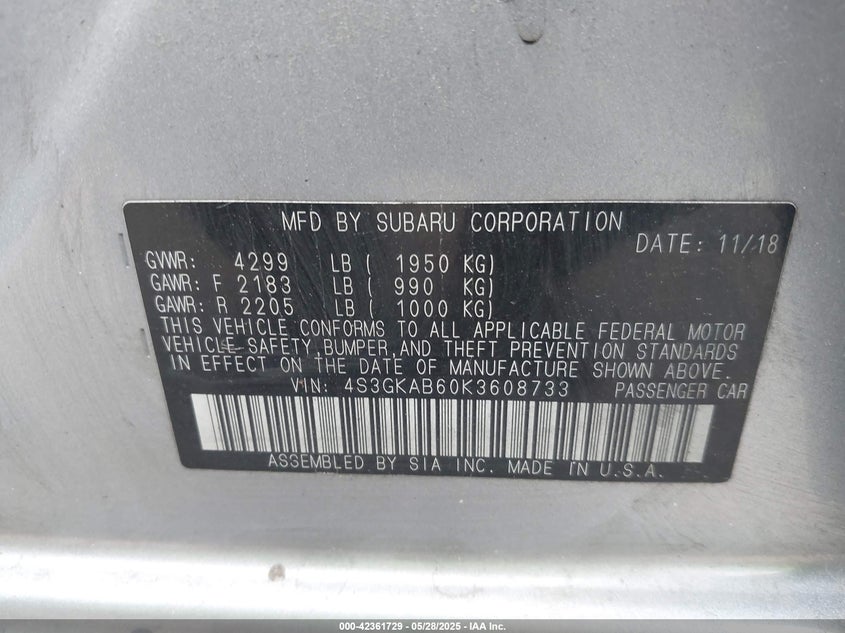 MFD BY SUBARU CORPORATION
DATE: 11/18
GVWR: 4299 LB ( 1950 KG)
GAWR: F 2183 LB ( 990 KG)
GAWR: R 2205 LB ( 1000 KG)
THIS VEHICLE CONFORMS TO ALL APPLICABLE FEDERAL MOTOR
VEHICLE SAFETY,BUMPER,AND THEFT PREVENTION STANDARDS
IN EFFECT ON THE DATE OF MANUFACTURE SHOWN ABOVE.
VIN: 4S3GKAB60K3608733 PASSENGER CAR
ASSEMBLED BY SIA INC. MADE IN U.S.A.
000-42361729 - 05/28/2025 - IAA Inc.